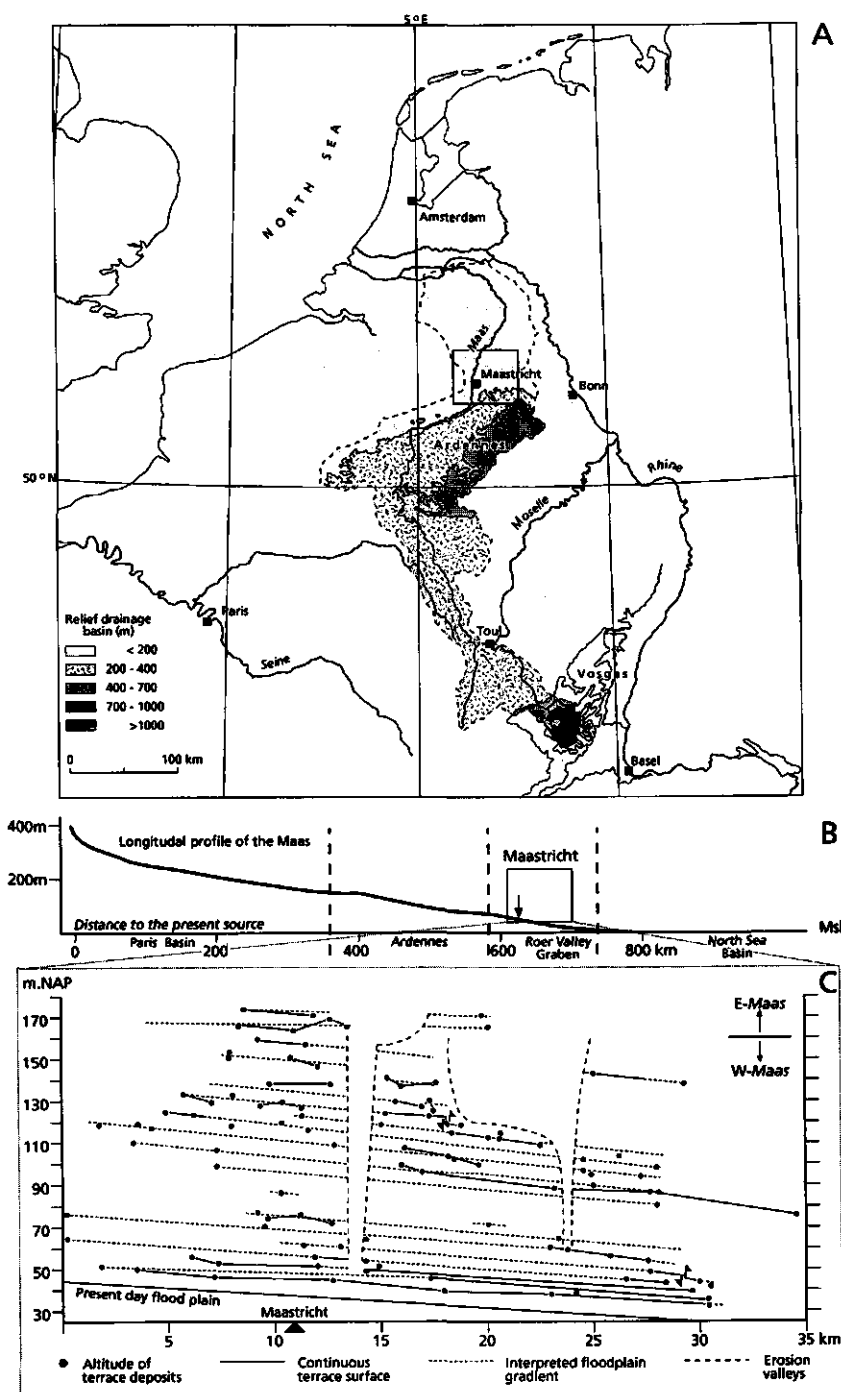 5°E
A
NORTH SEA
Amsterdam
Maas
Maastricht
Bonn
Ardennes
50°N
Rhine
Moselle
Paris
Toul
Seine
Vosges
Basel
Relief drainage
basin (m)
< 200
200 - 400
400 - 700
700 - 1000
>1000
0 100 km
B
400m
Longitudal profile of the Maas
Maastricht
200m
Distance to the present source
Msl
Paris Basin
Ardennes
Roer Valley
Graben
North Sea
Basin
0 200 400 600 800 km
C
m.NAP
170
150
130
110
90
70
50
30
E-Maas
W-Maas
Present day flood plain
Maastricht
5 10 15 20 25 30 35 km
Altitude of
terrace deposits
Continuous
terrace surface
Interpreted floodplain
gradient
Erosion
valleys